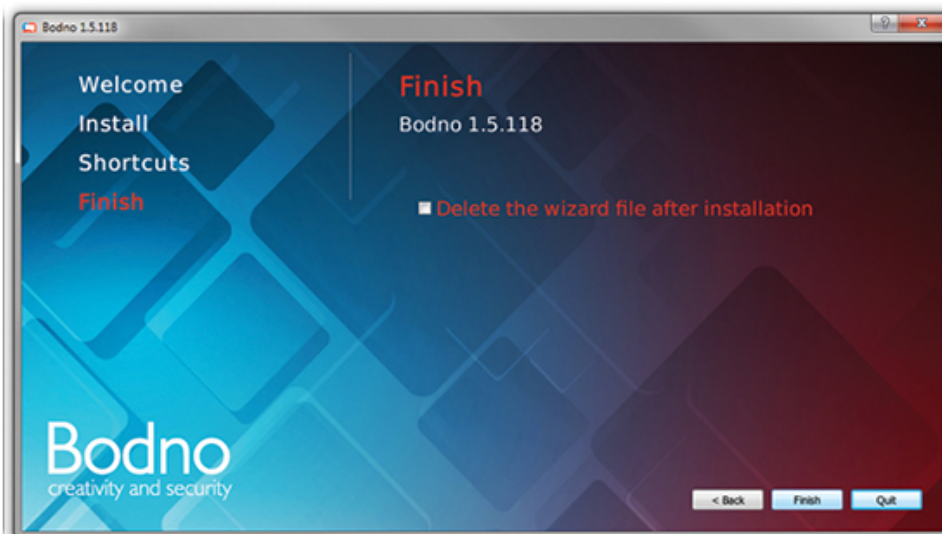 Bodno 1.5.118
Welcome
Install
Shortcuts
Finish
Finish
Bodno 1.5.118
Delete the wizard file after installation
Bodno
creativity and security
< Back
Finish
Quit